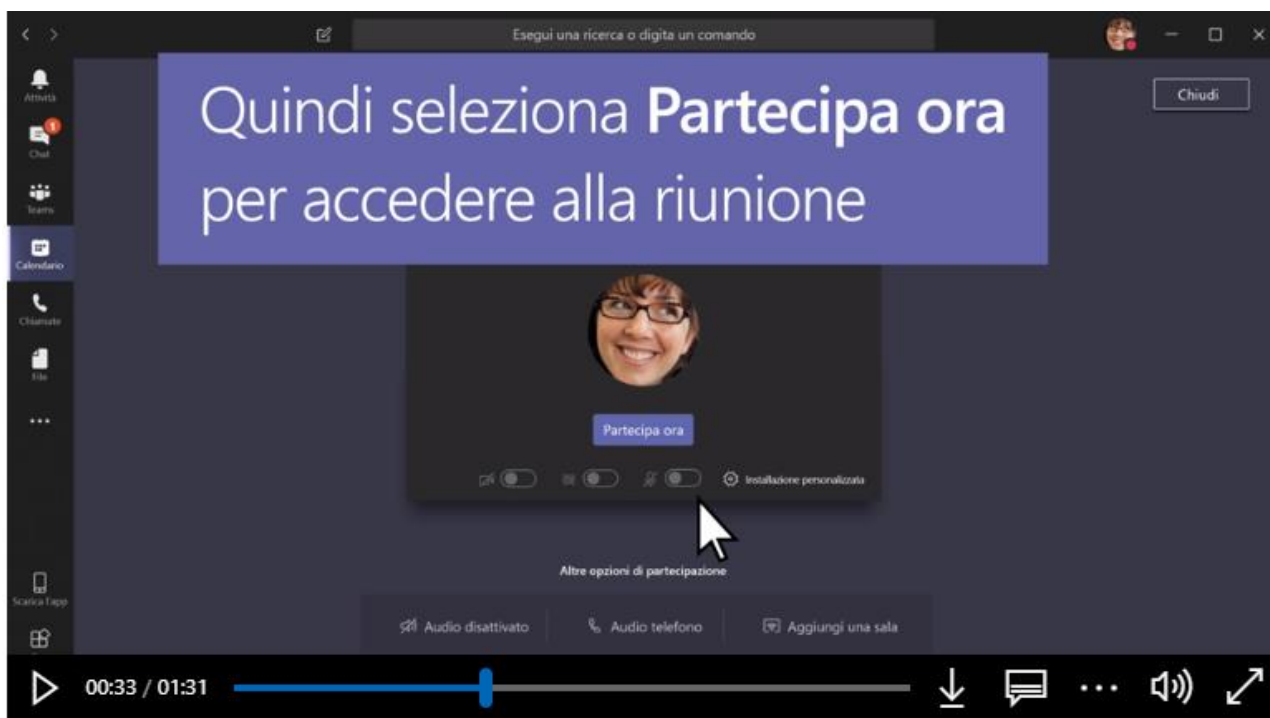 Esegui una ricerca o digita un comando
Attività
Chiudi
Quindi seleziona Partecipa ora
per accedere alla riunione
1
Chat
Teams
Calendario
Chiamate
File
Partecipa ora
Installazione personalizzata
Altre opzioni di partecipazione
Scarica l'app
Audio disattivato
Audio telefono
Aggiungi una sala
00:33 / 01:31